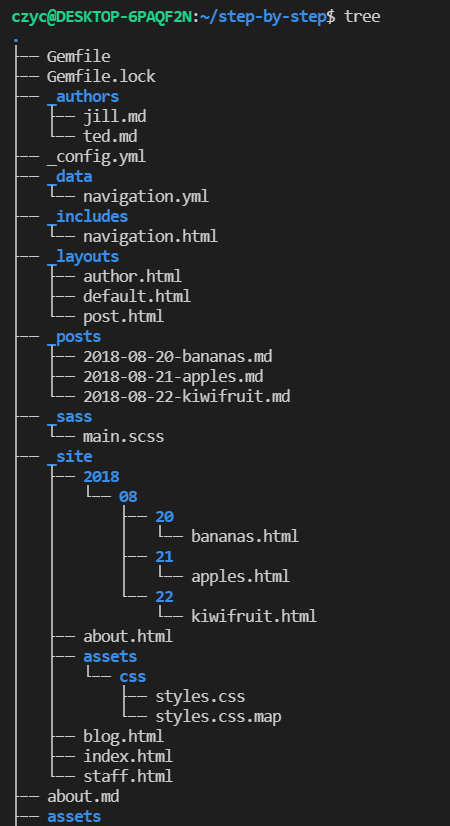 czyc@DESKTOP-6PAQF2N:~/step-by-step$ tree
.
├── Gemfile
├── Gemfile.lock
├── _authors
│   ├── jill.md
│   └── ted.md
├── _config.yml
├── _data
│   └── navigation.yml
├── _includes
│   └── navigation.html
├── _layouts
│   ├── author.html
│   ├── default.html
│   └── post.html
├── _posts
│   ├── 2018-08-20-bananas.md
│   ├── 2018-08-21-apples.md
│   └── 2018-08-22-kiwifruit.md
├── _sass
│   └── main.scss
├── _site
│   ├── 2018
│   │   └── 08
│   │       ├── 20
│   │       │   └── bananas.html
│   │       ├── 21
│   │       │   └── apples.html
│   │       └── 22
│   │           └── kiwifruit.html
│   ├── about.html
│   ├── assets
│   │   └── css
│   │       ├── styles.css
│   │       └── styles.css.map
│   ├── blog.html
│   ├── index.html
│   └── staff.html
├── about.md
├── assets